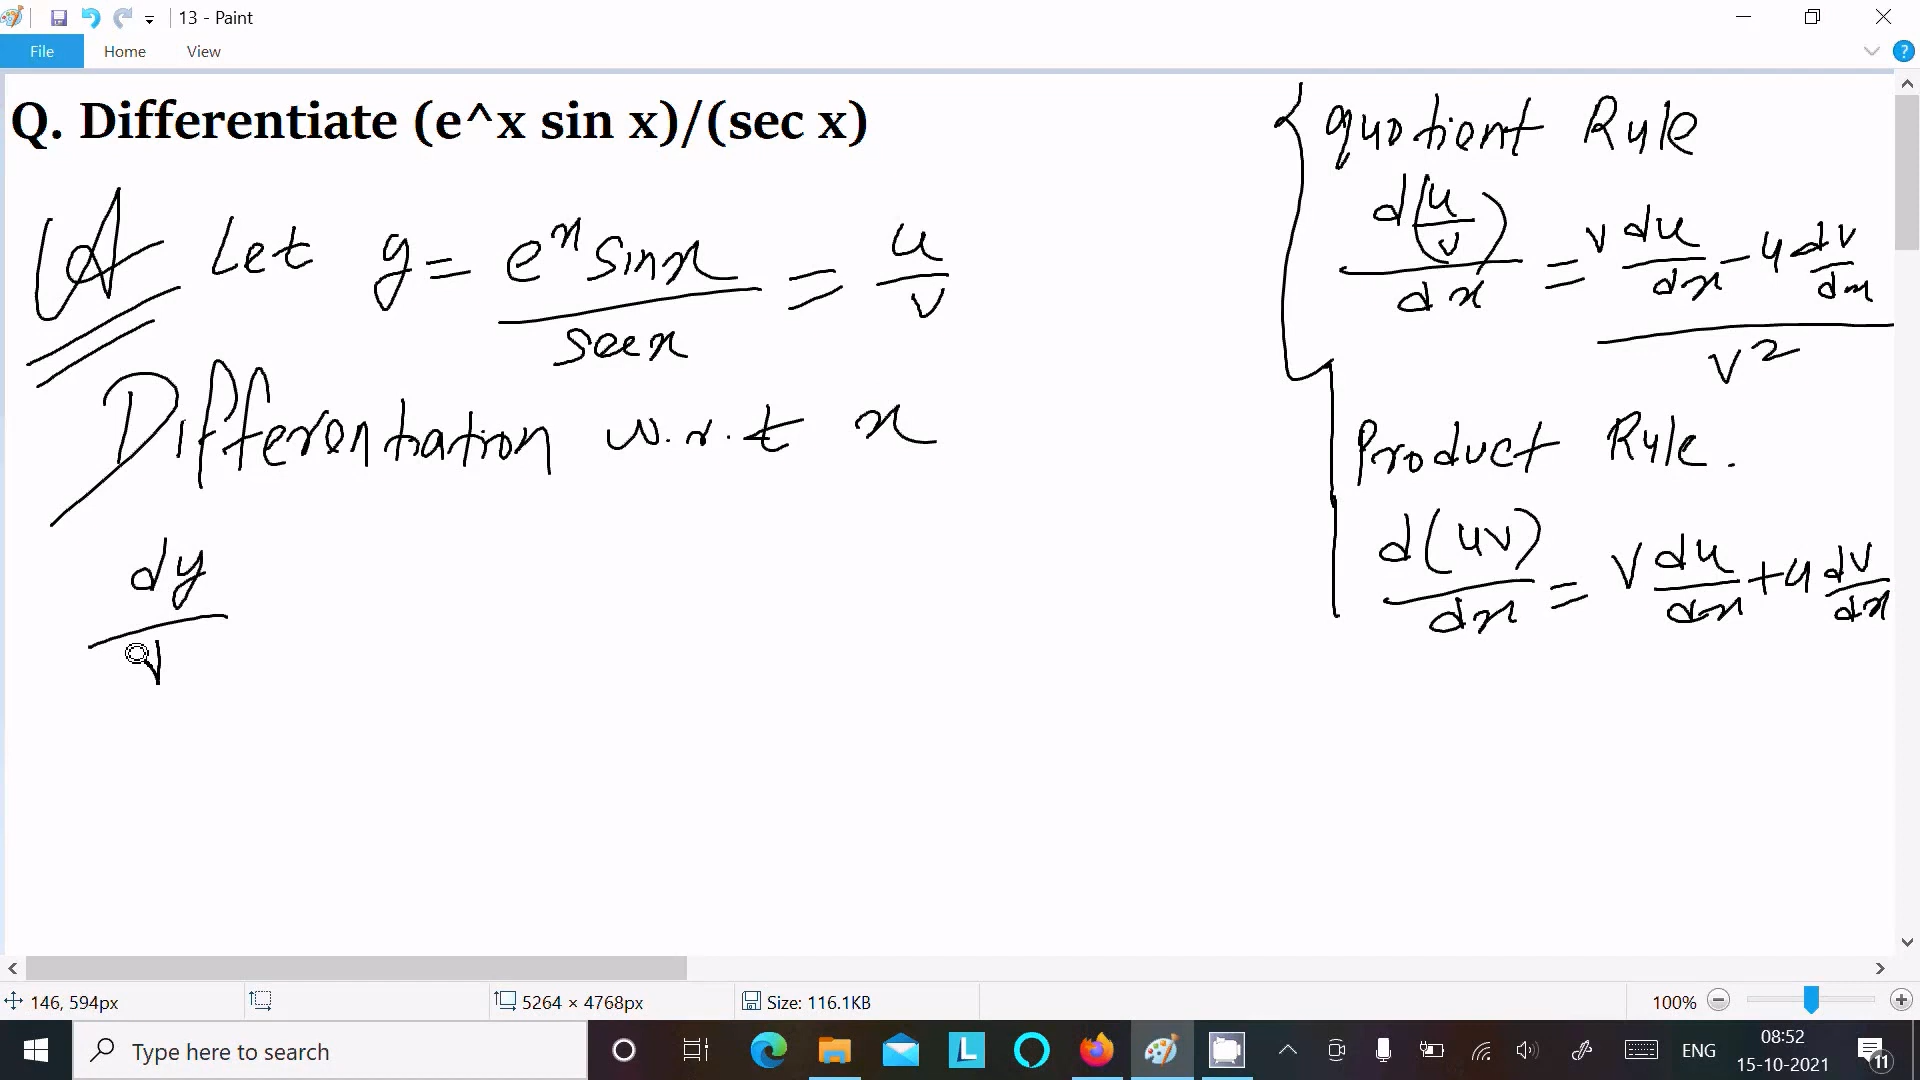 13 - Paint
File Home View
Q. Differentiate (e^x sin x)/(sec x)
Let y = e^x sin x / sec x = u/v
Differentiation w.r.t x
dy
quotient Rule
d(u/v)/dx = (v du/dx - u dv/dx) / v^2
Product Rule.
d(uv)/dx = v du/dx + u dv/dx
146, 594px
5264 × 4768px
Size: 116.1KB
100%
Type here to search
L
ENG
08:52
15-10-2021
11